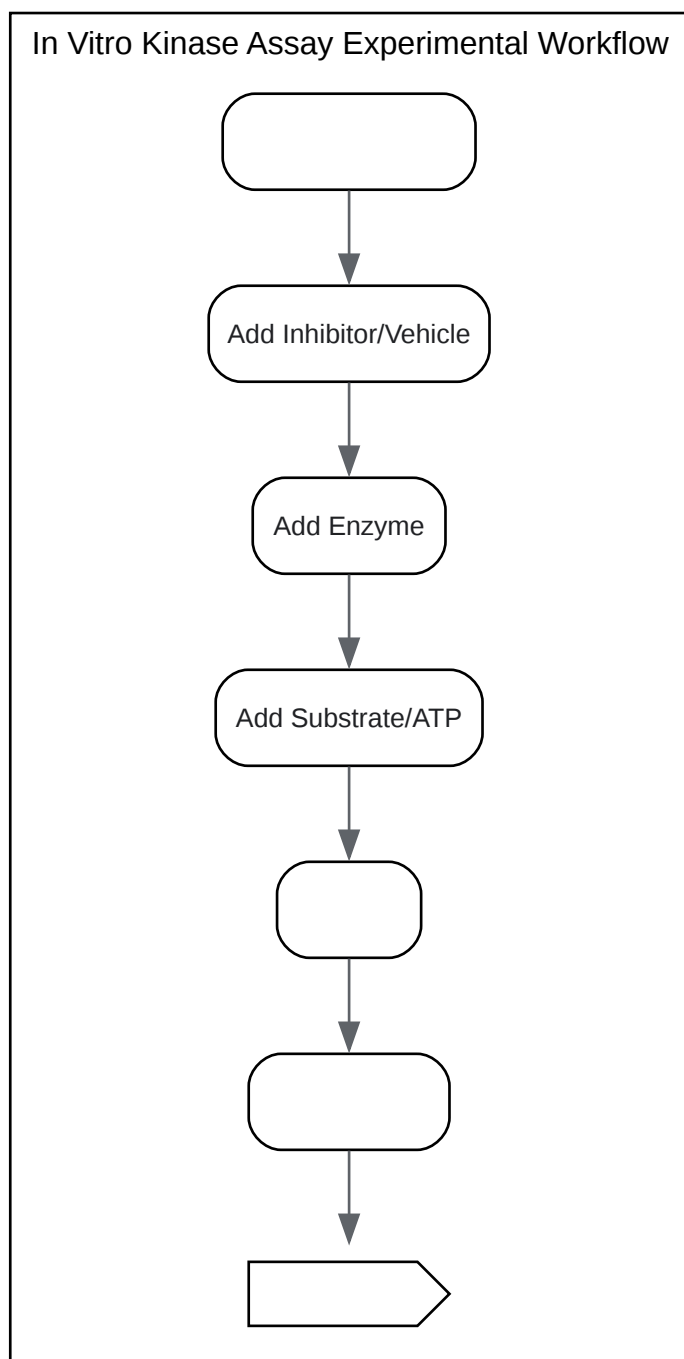 In Vitro Kinase Assay Experimental Workflow
Add Inhibitor/Vehicle
Add Enzyme
Add Substrate/ATP